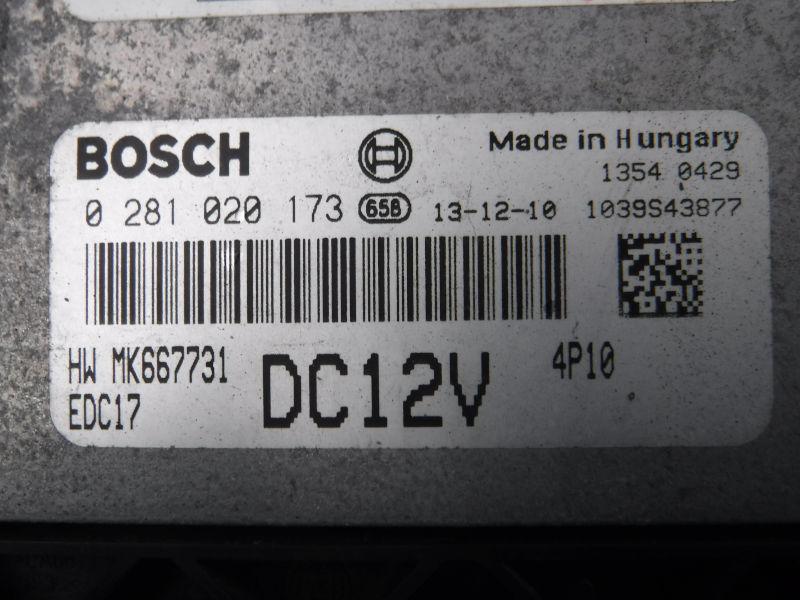 BOSCH
Made in Hungary
1354 0429
0 281 020 173 65B 13-12-10 1039S43877
HW MK667731 DC12V 4P10
EDC17